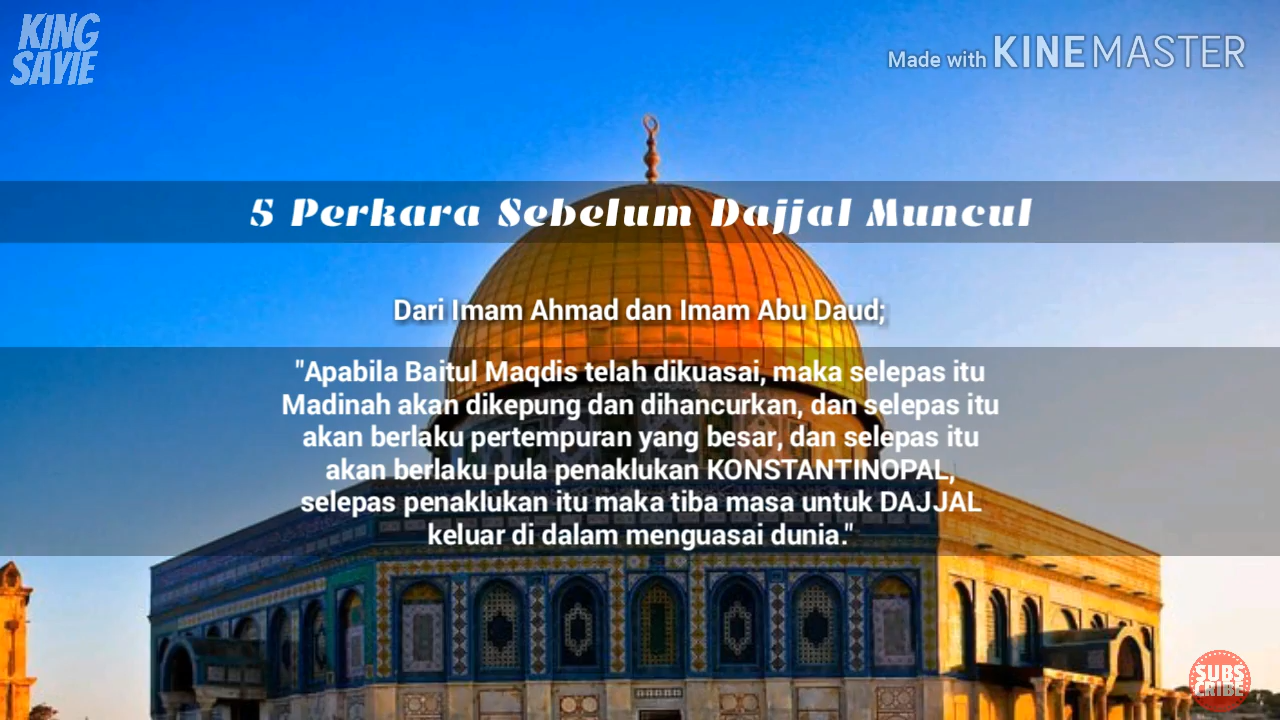 KING
SAVIE
Made with KINEMASTER
5 Perkara Sebelum Dajjal Muncul
Dari Imam Ahmad dan Imam Abu Daud;
"Apabila Baitul Maqdis telah dikuasai, maka selepas itu
Madinah akan dikepung dan dihancurkan, dan selepas itu
akan berlaku pertempuran yang besar, dan selepas itu
akan berlaku pula penaklukan KONSTANTINOPAL,
selepas penaklukan itu maka tiba masa untuk DAJJAL
keluar di dalam menguasai dunia."
SUBS
CRIBE